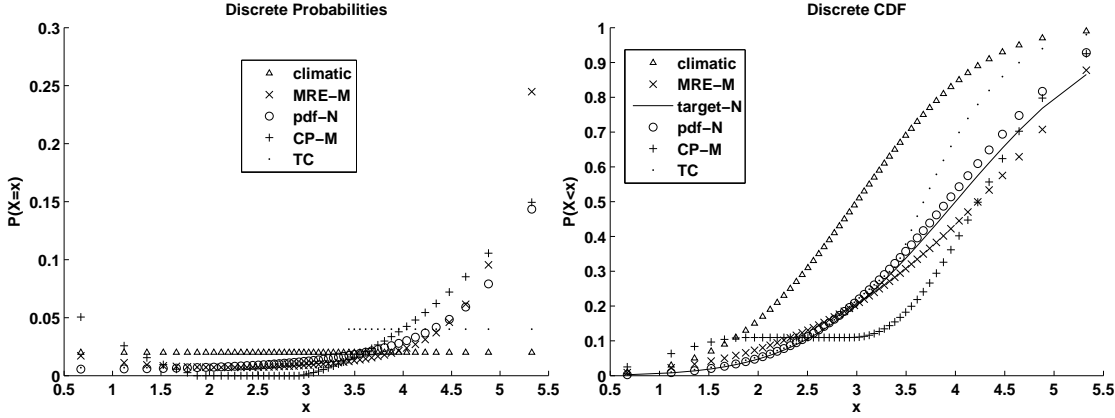 Discrete Probabilities
0.3
0.25
0.2
0.15
0.1
0.05
0
P(X=x)
climatic
MRE−M
pdf−N
CP−M
TC
0.5 1 1.5 2 2.5 3 3.5 4 4.5 5 5.5
x
Discrete CDF
1
0.9
0.8
0.7
0.6
0.5
0.4
0.3
0.2
0.1
0
P(X<x)
climatic
MRE−M
target−N
pdf−N
CP−M
TC
0.5 1 1.5 2 2.5 3 3.5 4 4.5 5 5.5
x